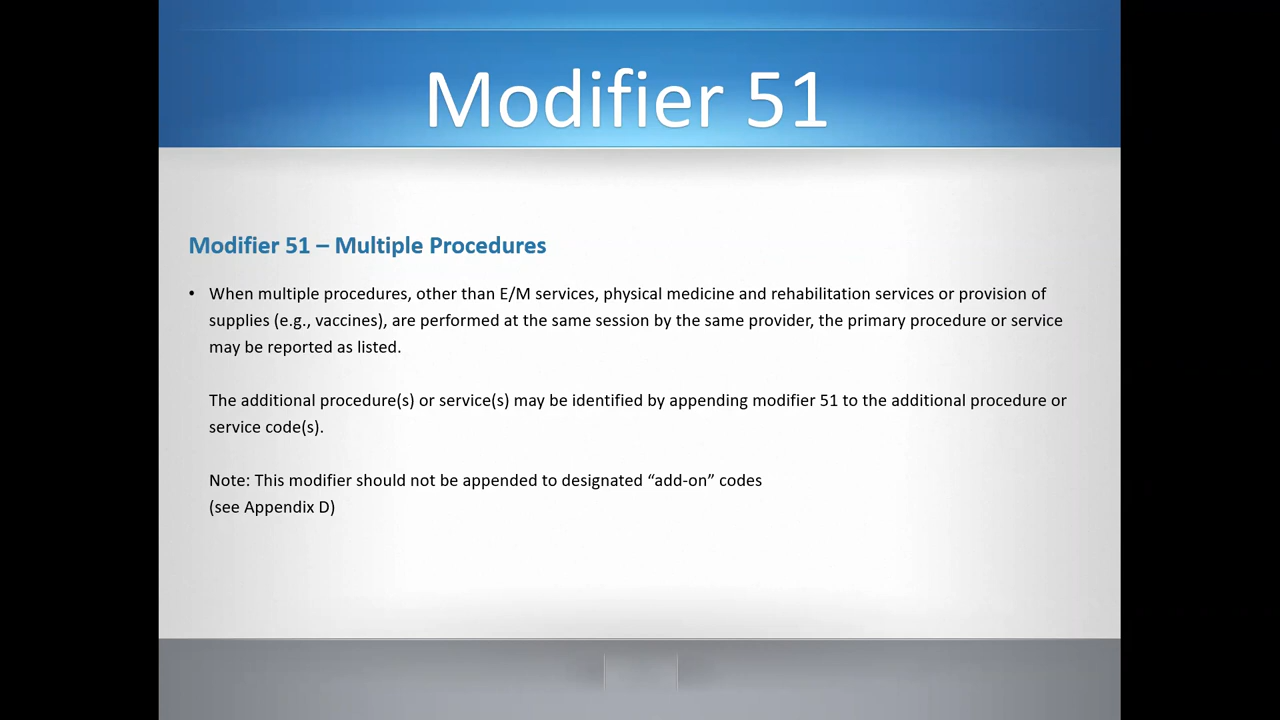 Modifier 51
Modifier 51 – Multiple Procedures
• When multiple procedures, other than E/M services, physical medicine and rehabilitation services or provision of
supplies (e.g., vaccines), are performed at the same session by the same provider, the primary procedure or service
may be reported as listed.
The additional procedure(s) or service(s) may be identified by appending modifier 51 to the additional procedure or
service code(s).
Note: This modifier should not be appended to designated “add-on” codes
(see Appendix D)